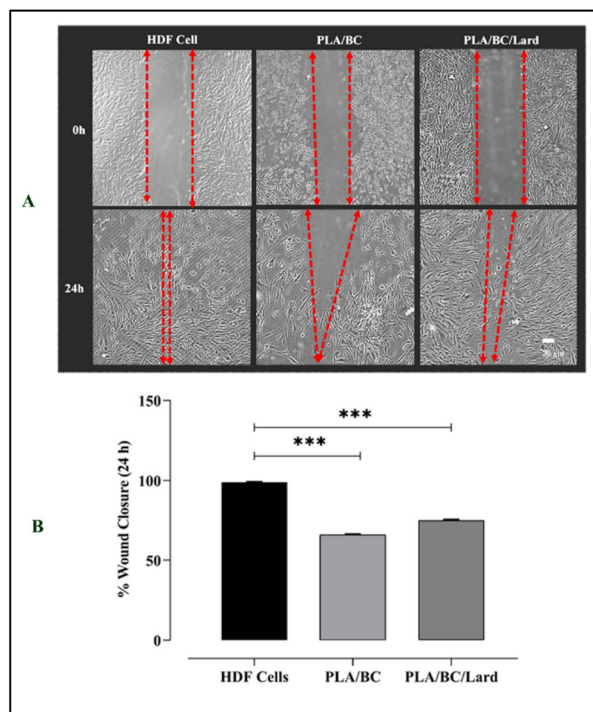 HDF Cell PLA/BC PLA/BC/Lard
0h
A
24h
150
***
***
100
50
0
% Wound Closure (24 h)
B
HDF Cells PLA/BC PLA/BC/Lard